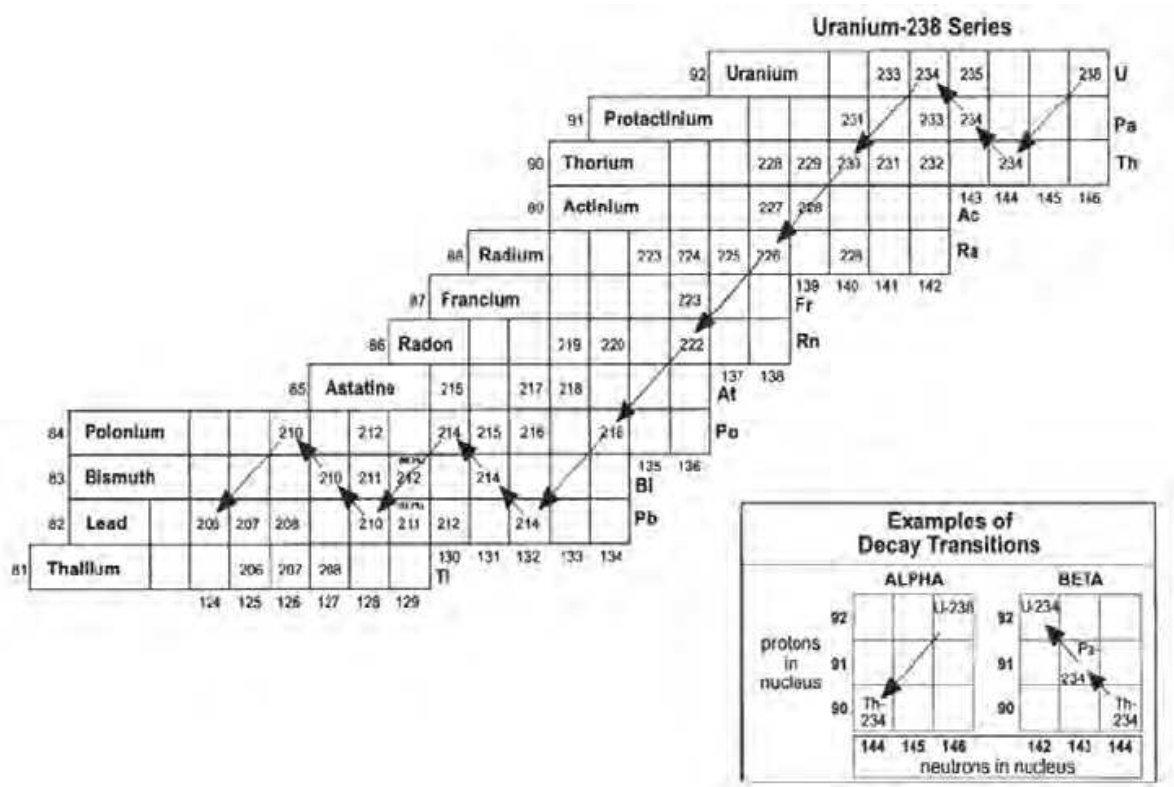 Uranium-238 Series
92 Uranium 233 234 235 238 U
91 Protactinium 231 233 234 Pa
90 Thorium 228 229 230 231 232 234 Th
143 144 145 146
89 Actinium 227 228 Ac
88 Radium 223 224 225 226 228 Ra
139 140 141 142
87 Francium 223 Fr
86 Radon 219 220 222 Rn
137 138
85 Astatine 215 217 218 At
84 Polonium 210 212 214 215 216 218 Po
135 136
83 Bismuth 210 211 212 214 Bi
82 Lead 206 207 208 210 211 212 214 Pb
130 131 132 133 134
81 Thallium 206 207 208 Tl
124 125 126 127 128 129
Examples of
Decay Transitions
ALPHA BETA
92 U-238 92 U-234
protons
in
nucleus
91 91 Pa-
234
90 Th-
234
90 Th-
234
144 145 146 142 143 144
neutrons in nucleus